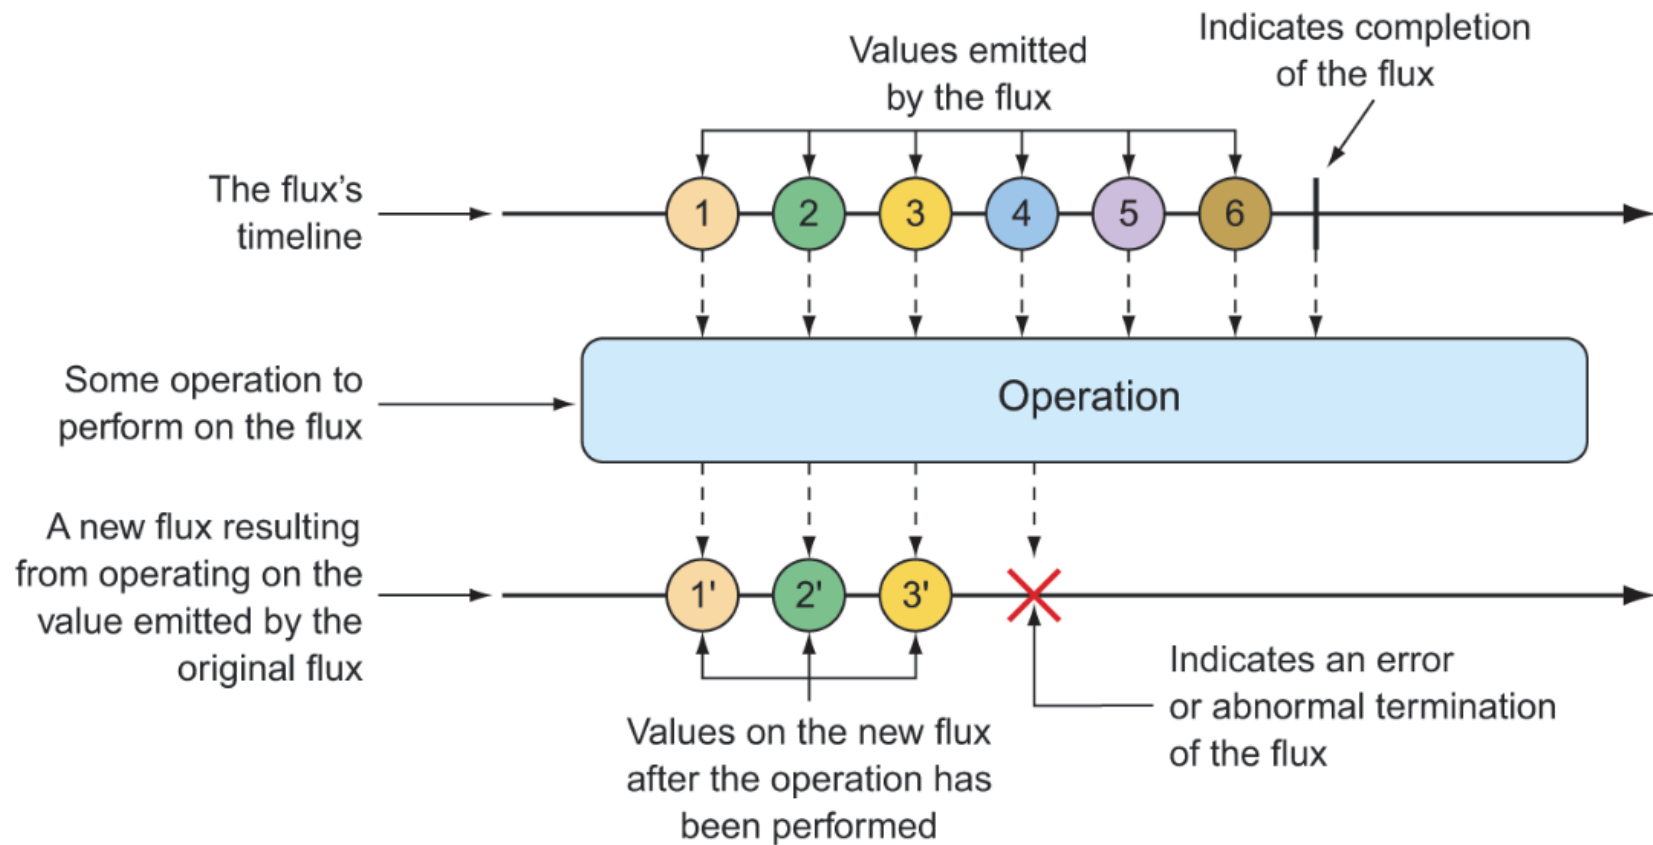 Indicates completion
of the flux
Values emitted
by the flux
The flux’s
timeline
1
2
3
4
5
6
Some operation to
perform on the flux
Operation
A new flux resulting
from operating on the
value emitted by the
original flux
1'
2'
3'
Indicates an error
or abnormal termination
of the flux
Values on the new flux
after the operation has
been performed